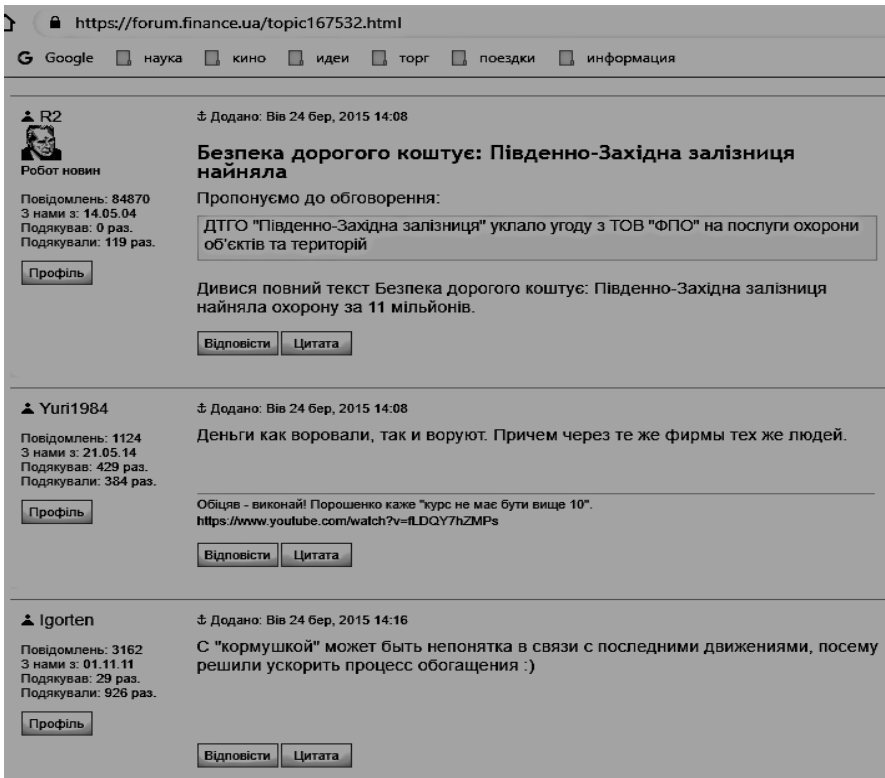 https://forum.finance.ua/topic167532.html
G Google наука кино идеи торг поездки информация
R2
Робот новин
Повідомлень: 84870
З нами з: 14.05.04
Подякував: 0 раз.
Подякували: 119 раз.
Профіль
Додано: Вів 24 бер, 2015 14:08
Безпека дорогого коштує: Південно-Західна залізниця
найняла
Пропонуємо до обговорення:
ДТГО "Південно-Західна залізниця" уклало угоду з ТОВ "ФПО" на послуги охорони
об'єктів та територій
Дивися повний текст Безпека дорогого коштує: Південно-Західна залізниця
найняла охорону за 11 мільйонів.
Відповісти Цитата
Yuri1984
Повідомлень: 1124
З нами з: 21.05.14
Подякував: 429 раз.
Подякували: 384 раз.
Профіль
Додано: Вів 24 бер, 2015 14:08
Деньги как воровали, так и воруют. Причем через те же фирмы тех же людей.
Обіцяв - виконай! Порошенко каже "курс не має бути вище 10".
https://www.youtube.com/watch?v=fLDQY7hZMPs
Відповісти Цитата
Igorten
Повідомлень: 3162
З нами з: 01.11.11
Подякував: 29 раз.
Подякували: 926 раз.
Профіль
Додано: Вів 24 бер, 2015 14:16
С "кормушкой" может быть непонятка в связи с последними движениями, посему
решили ускорить процесс обогащения :)
Відповісти Цитата